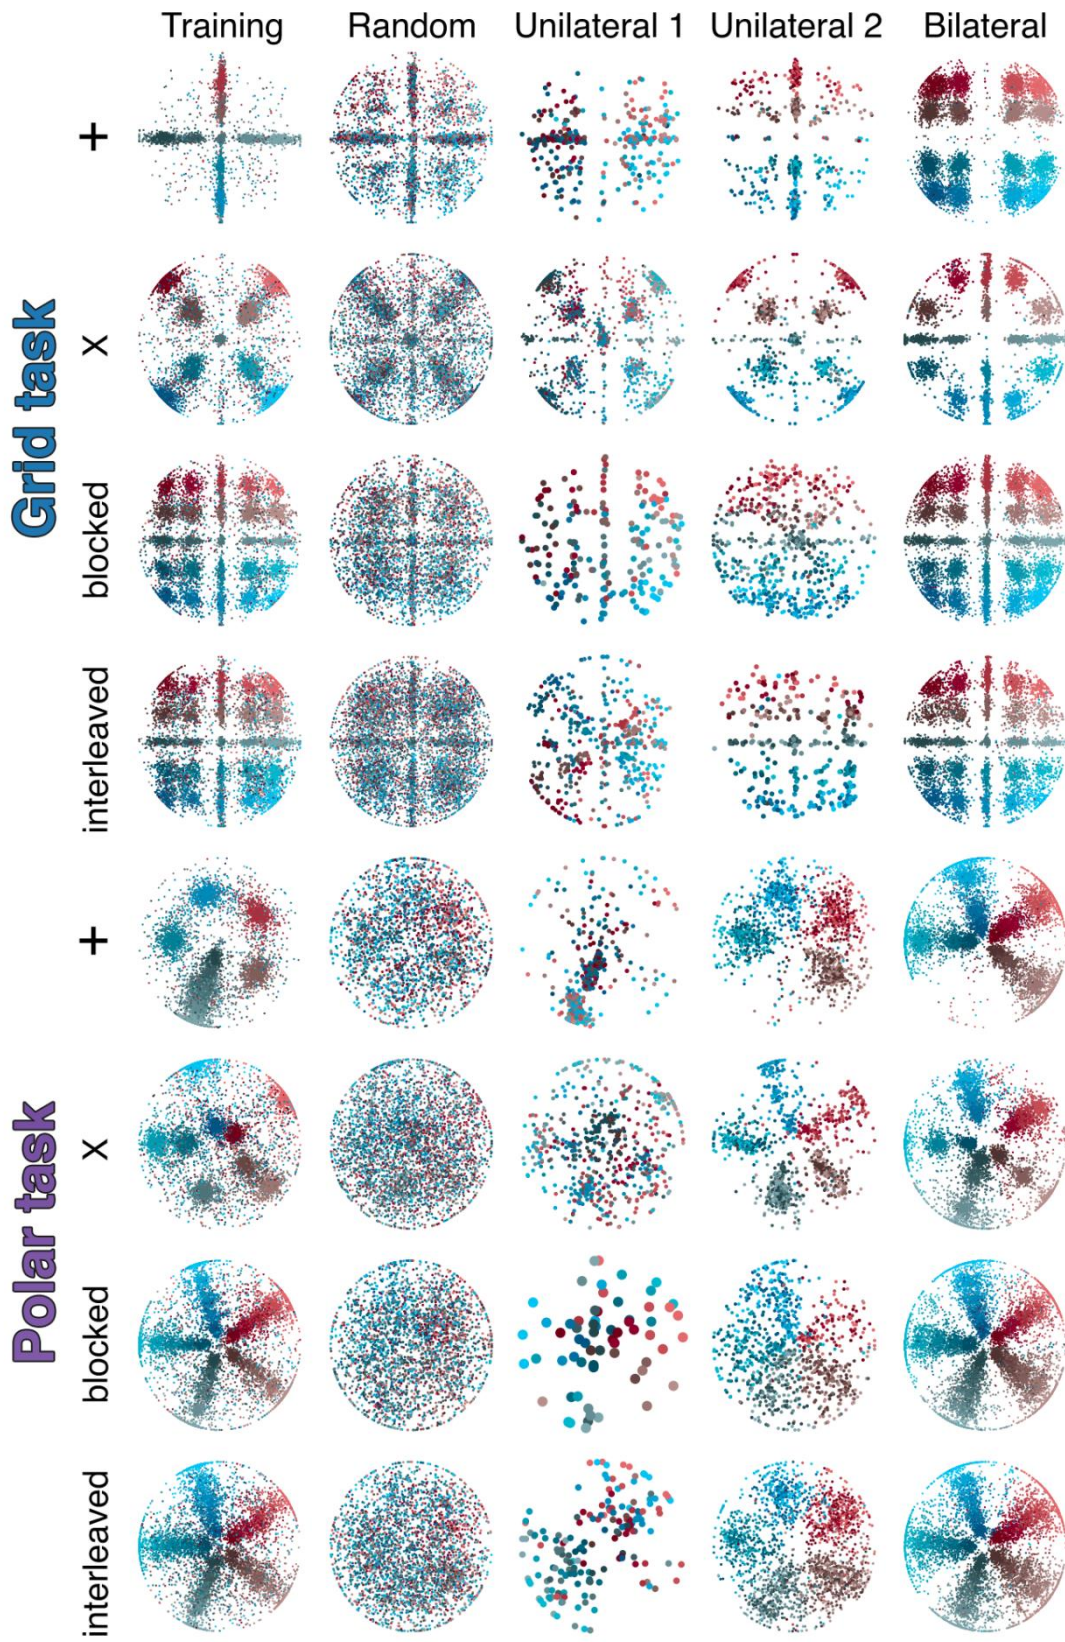 Training Random Unilateral 1 Unilateral 2 Bilateral
Grid task
+
x
blocked
interleaved
Polar task
+
x
blocked
interleaved